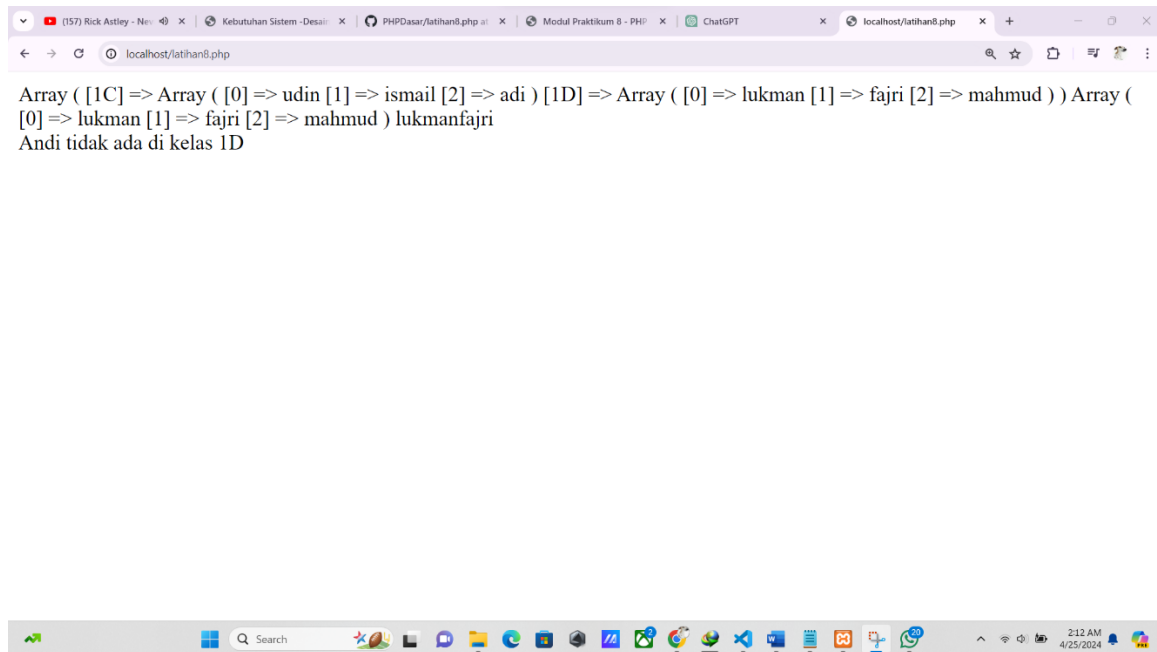 (157) Rick Astley - Nev
Kebutuhan Sistem -Desain
PHPDasar/latihan8.php at
Modul Praktikum 8 - PHP
ChatGPT
localhost/latihan8.php
localhost/latihan8.php
Array ( [1C] => Array ( [0] => udin [1] => ismail [2] => adi ) [1D] => Array ( [0] => lukman [1] => fajri [2] => mahmud ) ) Array (
[0] => lukman [1] => fajri [2] => mahmud ) lukmanfajri
Andi tidak ada di kelas 1D
Search
2
20
2:12 AM
4/25/2024
PRE